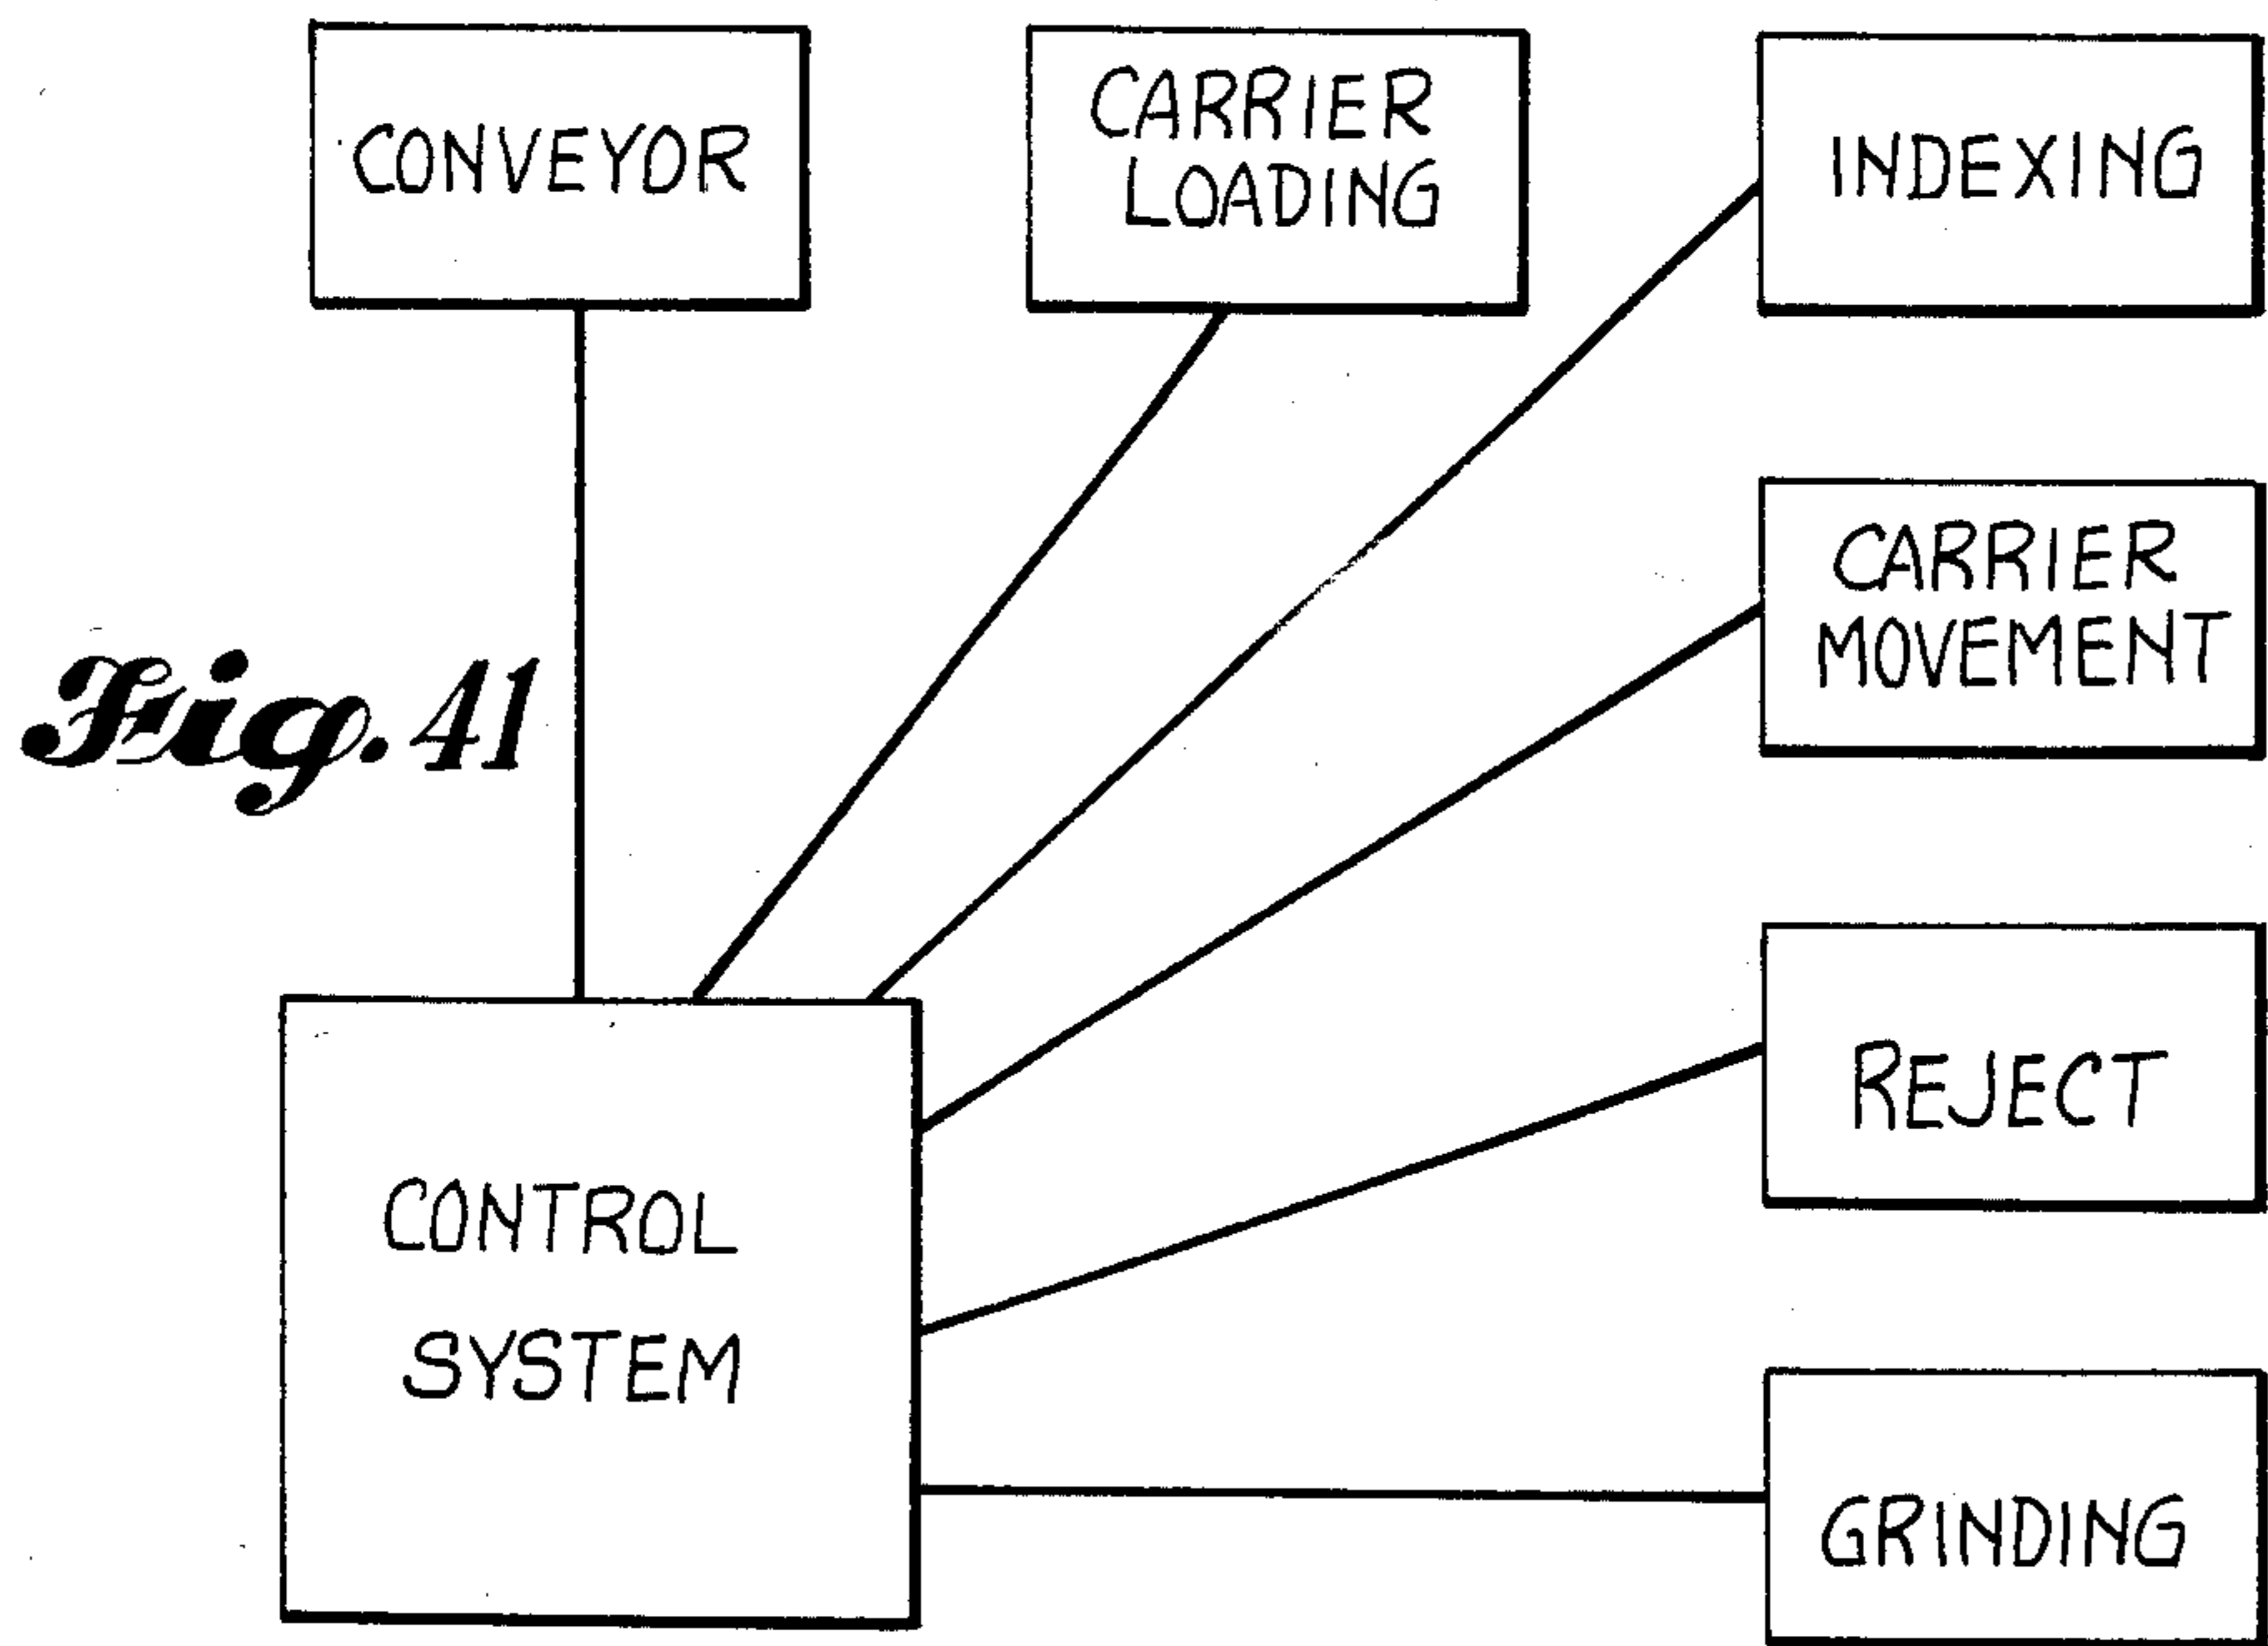 CONVEYOR
CARRIER
LOADING
INDEXING
CARRIER
MOVEMENT
Fig. 41
REJECT
CONTROL
SYSTEM
GRINDING